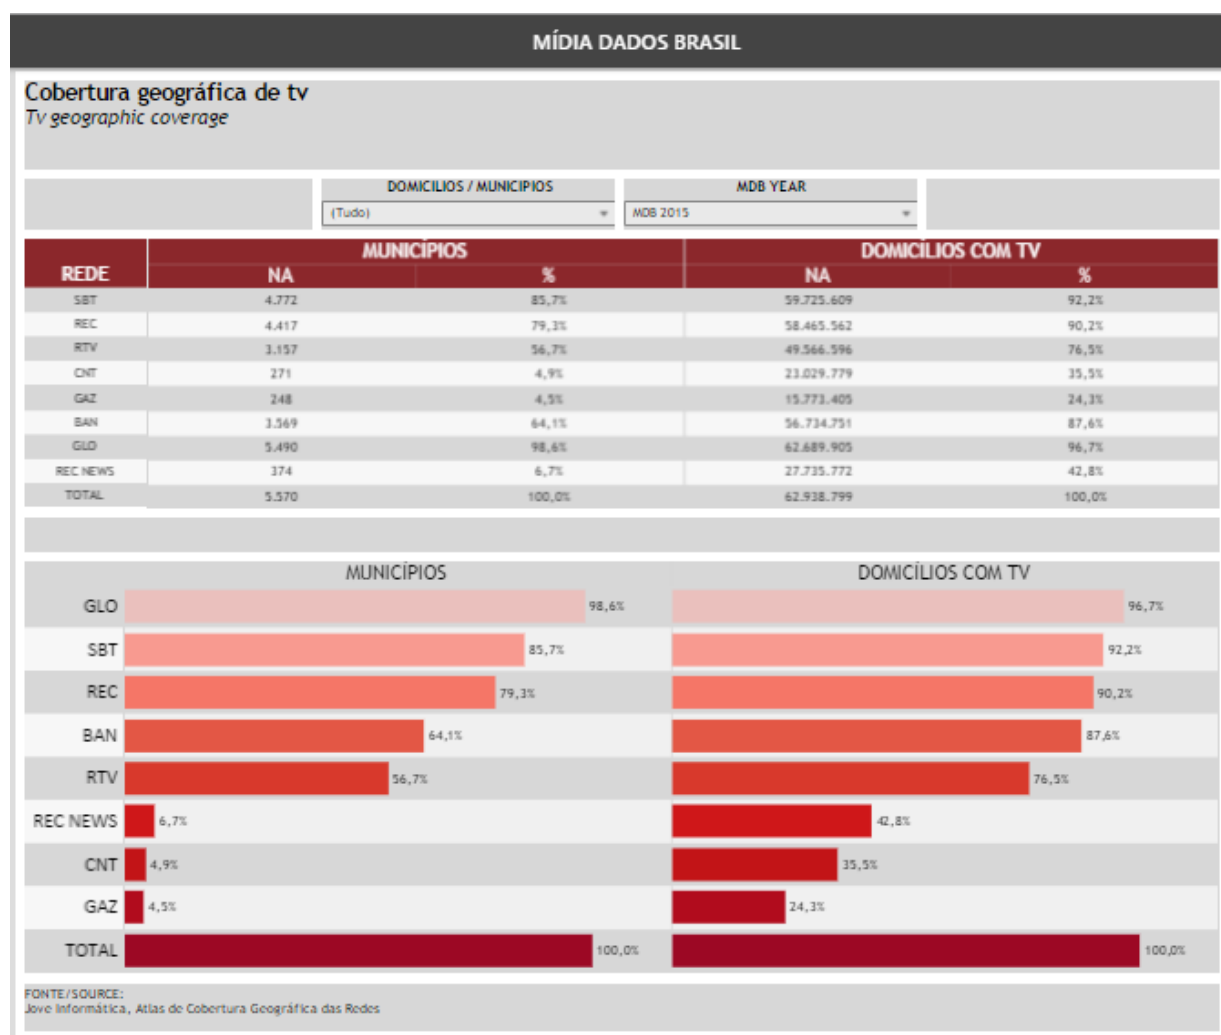 MÍDIA DADOS BRASIL
Cobertura geográfica de tv
Tv geographic coverage
DOMICILIOS / MUNICIPIOS MDB YEAR
(Tudo) MDB 2015
MUNICÍPIOS DOMICÍLIOS COM TV
REDE NA % NA %
SBT 4.772 85,7% 59.725.609 92,2%
REC 4.417 79,3% 58.465.562 90,2%
RTV 3.157 56,7% 49.566.596 76,5%
CNT 271 4,9% 23.029.779 35,5%
GAZ 248 4,5% 15.773.405 24,3%
BAN 3.569 64,1% 56.734.751 87,6%
GLO 5.490 98,6% 62.689.905 96,7%
REC NEWS 374 6,7% 27.735.772 42,8%
TOTAL 5.570 100,0% 62.938.799 100,0%
MUNICÍPIOS DOMICÍLIOS COM TV
GLO 98,6% 96,7%
SBT 85,7% 92,2%
REC 79,3% 90,2%
BAN 64,1% 87,6%
RTV 56,7% 76,5%
REC NEWS 6,7% 42,8%
CNT 4,9% 35,5%
GAZ 4,5% 24,3%
TOTAL 100,0% 100,0%
FONTE/SOURCE:
Jove Informática, Atlas de Cobertura Geográfica das Redes